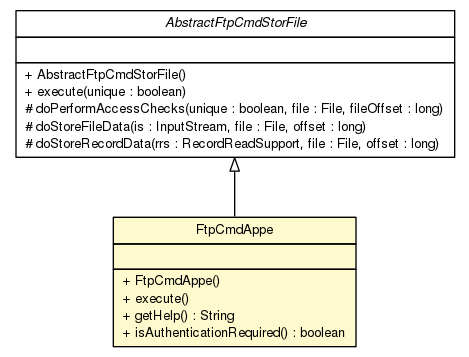 AbstractFtpCmdStorFile
+ AbstractFtpCmdStorFile()
+ execute(unique : boolean)
# doPerformAccessChecks(unique : boolean, file : File, fileOffset : long)
# doStoreFileData(is : InputStream, file : File, offset : long)
# doStoreRecordData(rrs : RecordReadSupport, file : File, offset : long)
FtpCmdAppe
+ FtpCmdAppe()
+ execute()
+ getHelp() : String
+ isAuthenticationRequired() : boolean